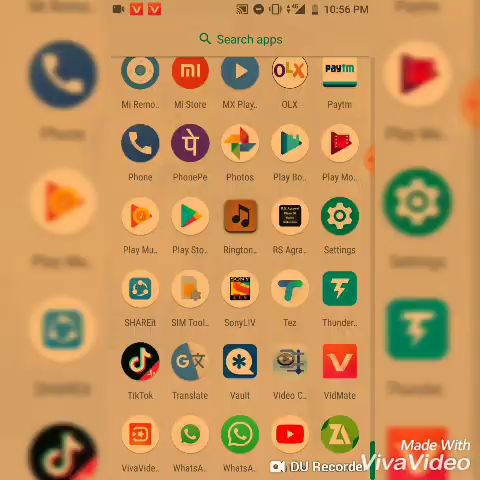 10:56 PM
Search apps
Mi Remo.. Mi Store MX Play.. OLX Paytm
Phone PhonePe Photos Play Bo.. Play Mo..
Play Mu.. Play Sto.. Rington.. RS Agra.. Settings
SHAREit SIM Tool.. SonyLIV Tez Thunder..
TikTok Translate Vault Video C.. VidMate
VivaVide.. WhatsA.. WhatsA..
DU Recorde
Made With
VivaVideo